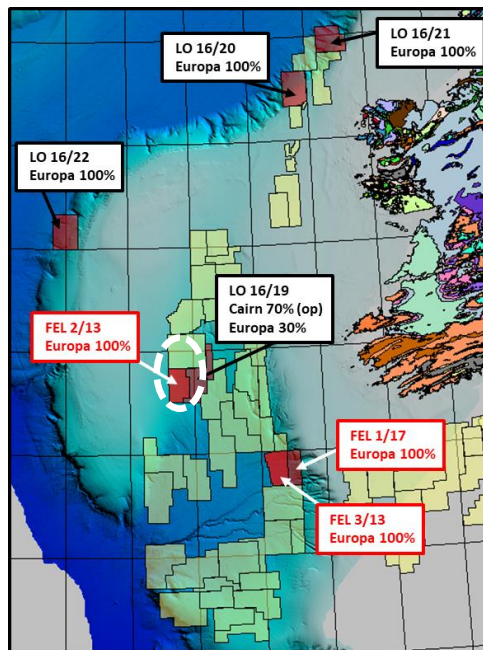 LO 16/20
Europa 100%
LO 16/21
Europa 100%
LO 16/22
Europa 100%
LO 16/19
Cairn 70% (op)
Europa 30%
FEL 2/13
Europa 100%
FEL 1/17
Europa 100%
FEL 3/13
Europa 100%